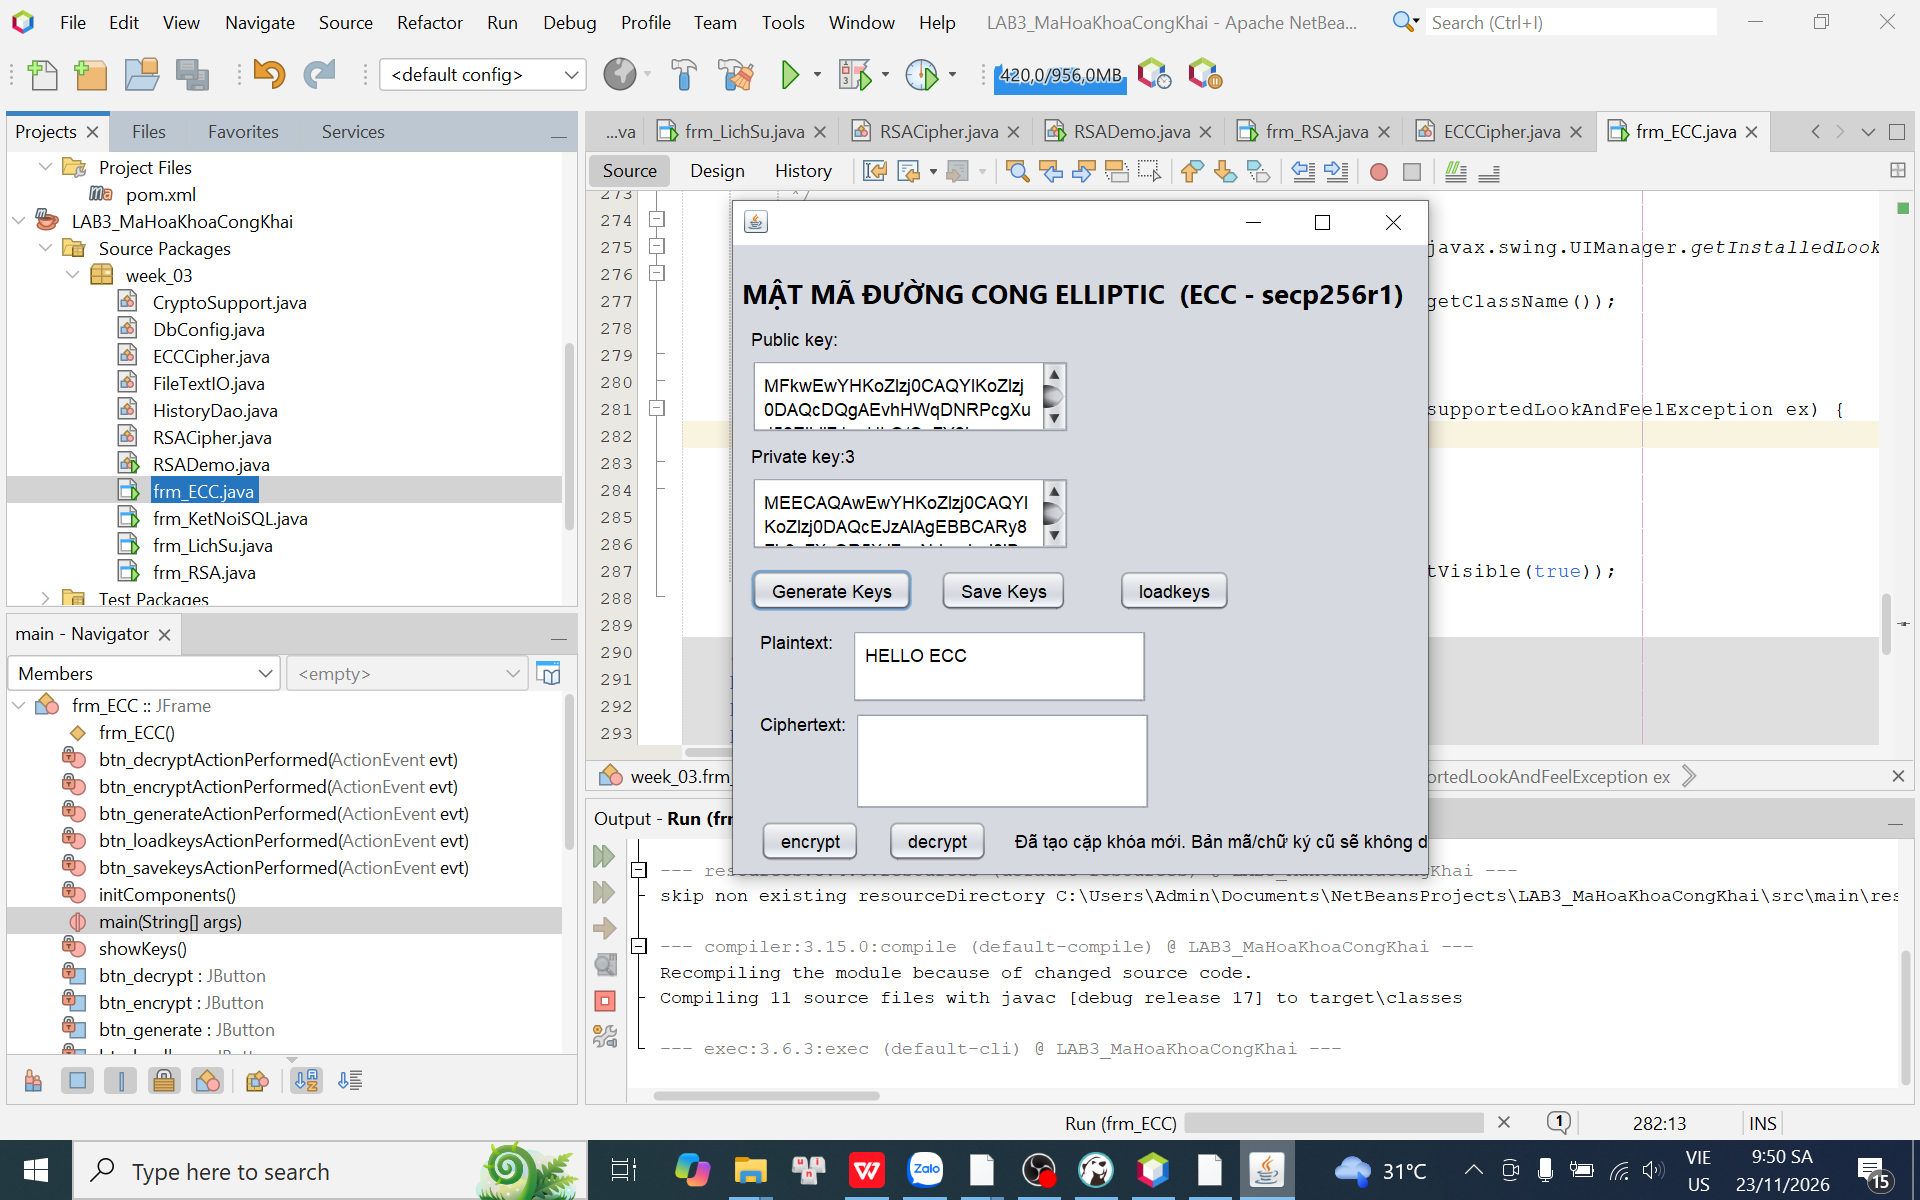 File Edit View Navigate Source Refactor Run Debug Profile Team Tools Window Help LAB3_MaHoaKhoaCongKhai - Apache NetBea... Search (Ctrl+I)
<default config> 420,0/956,0MB
Projects Files Favorites Services
Project Files
pom.xml
LAB3_MaHoaKhoaCongKhai
Source Packages
week_03
CryptoSupport.java
DbConfig.java
ECCCipher.java
FileTextIO.java
HistoryDao.java
RSACipher.java
RSADemo.java
frm_ECC.java
frm_KetNoiSQL.java
frm_LichSu.java
frm_RSA.java
Test Packages
main - Navigator
Members <empty>
frm_ECC :: JFrame
frm_ECC()
btn_decryptActionPerformed(ActionEvent evt)
btn_encryptActionPerformed(ActionEvent evt)
btn_generateActionPerformed(ActionEvent evt)
btn_loadkeysActionPerformed(ActionEvent evt)
btn_savekeysActionPerformed(ActionEvent evt)
initComponents()
main(String[] args)
showKeys()
btn_decrypt : JButton
btn_encrypt : JButton
btn_generate : JButton
...va frm_LichSu.java RSACipher.java RSADemo.java frm_RSA.java ECCCipher.java frm_ECC.java
Source Design History
273 */
274
275 javax.swing.UIManager.getInstalledLook
276
277 getClassName());
278
279
280
281 supportedLookAndFeelException ex) {
282
283
284
285
286
287 tVisible(true));
288
289
290
291
292
293
week_03.frm_ ortedLookAndFeelException ex
MẬT MÃ ĐƯỜNG CONG ELLIPTIC (ECC - secp256r1)
Public key:
MFkwEwYHKoZIzj0CAQYIKoZIzj
0DAQcDQgAEvhHWqDNRPcgXu
Private key:3
MEECAQAwEwYHKoZIzj0CAQYI
KoZIzj0DAQcEJzAlAgEBBCARy8
Generate Keys Save Keys loadkeys
Plaintext: HELLO ECC
Ciphertext:
encrypt decrypt Đã tạo cặp khóa mới. Bản mã/chữ ký cũ sẽ không d
Output - Run (frm
skip non existing resourceDirectory C:\Users\Admin\Documents\NetBeansProjects\LAB3_MaHoaKhoaCongKhai\src\main\res
--- compiler:3.15.0:compile (default-compile) @ LAB3_MaHoaKhoaCongKhai ---
Recompiling the module because of changed source code.
Compiling 11 source files with javac [debug release 17] to target\classes
--- exec:3.6.3:exec (default-cli) @ LAB3_MaHoaKhoaCongKhai ---
Run (frm_ECC) 1 282:13 INS
Type here to search Zalo 31°C VIE US 9:50 SA 23/11/2026 15